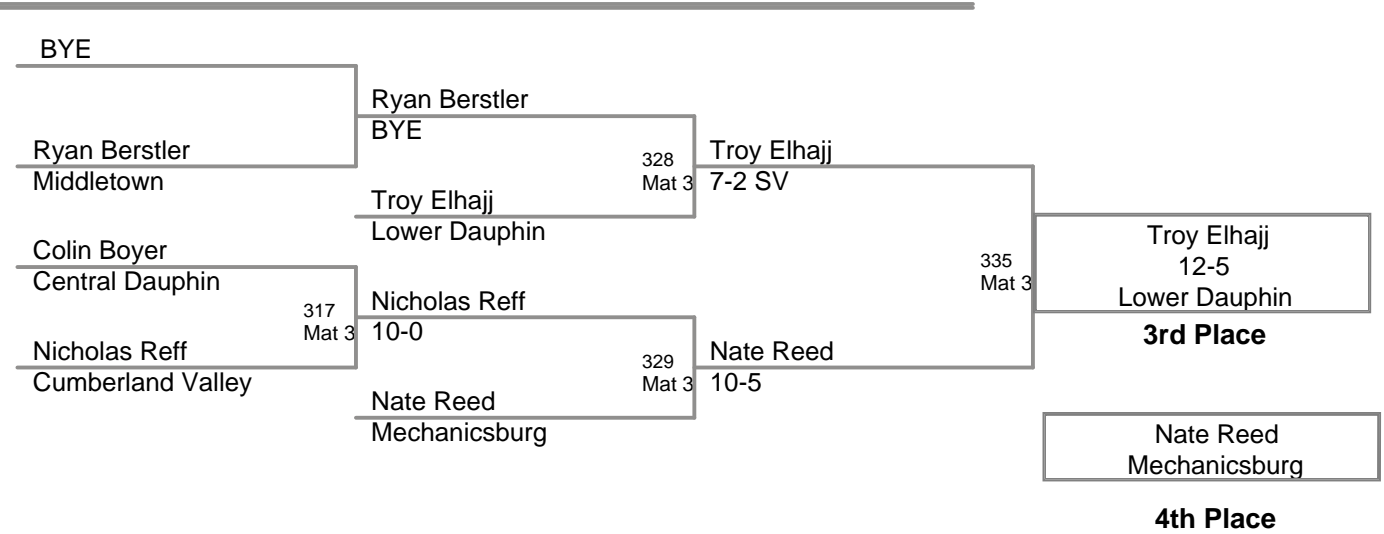 BYE
Ryan Berstler
Middletown
Colin Boyer
Central Dauphin
317
Mat 3
Nicholas Reff
Cumberland Valley
Ryan Berstler
BYE
328
Mat 3
Troy Elhajj
Lower Dauphin
Nicholas Reff
10-0
329
Mat 3
Nate Reed
Mechanicsburg
Troy Elhajj
7-2 SV
335
Mat 3
Nate Reed
10-5
Troy Elhajj
12-5
Lower Dauphin
3rd Place
Nate Reed
Mechanicsburg
4th Place